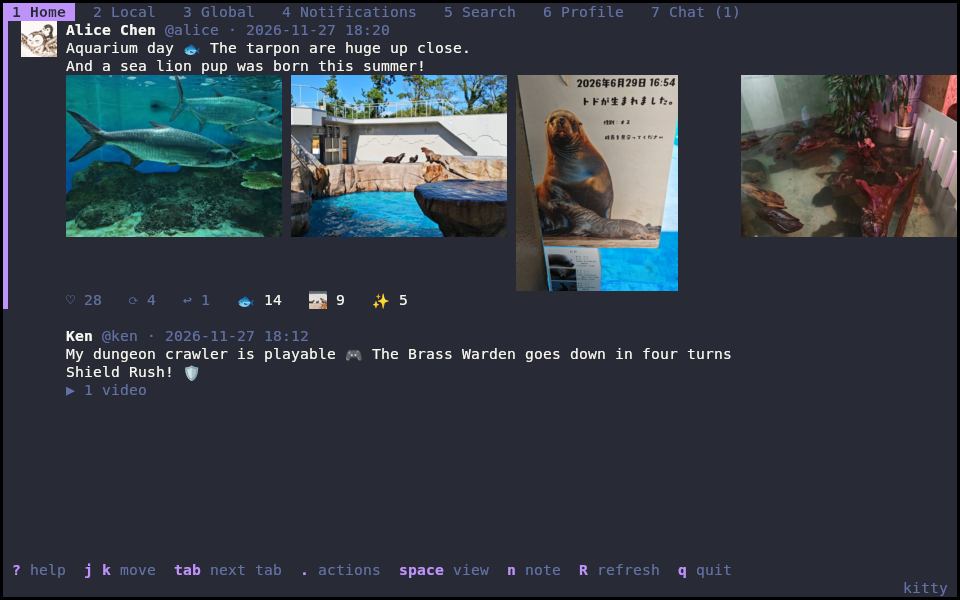 1 Home 2 Local 3 Global 4 Notifications 5 Search 6 Profile 7 Chat (1)
Alice Chen @alice · 2026-11-27 18:20
Aquarium day 🐟 The tarpon are huge up close.
And a sea lion pup was born this summer!
2026年6月29日 16:54
トドが生まれました。
♡ 28 ⟳ 4 ↩ 1 🐟 14 9 ✨ 5
Ken @ken · 2026-11-27 18:12
My dungeon crawler is playable 🎮 The Brass Warden goes down in four turns
Shield Rush! 🛡️
▶ 1 video
? help j k move tab next tab . actions space view n note R refresh q quit
kitty